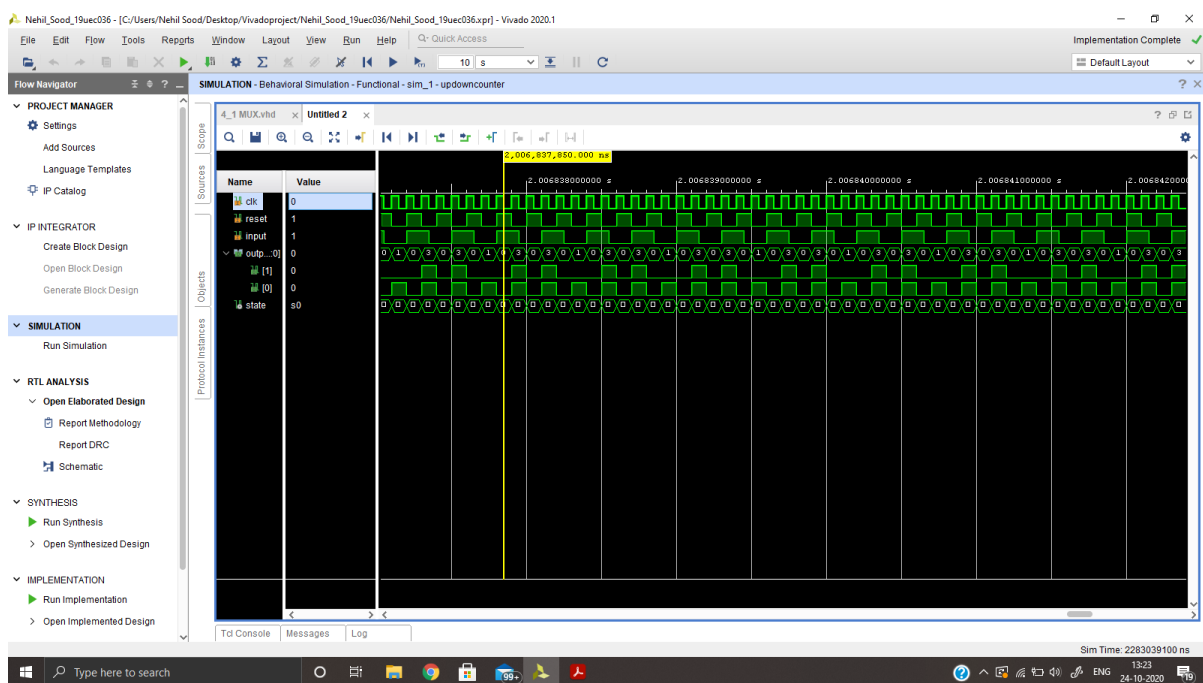 Nehil_Sood_19uec036 - [C:/Users/Nehil Sood/Desktop/Vivadoproject/Nehil_Sood_19uec036/Nehil_Sood_19uec036.xpr] - Vivado 2020.1
File Edit Flow Tools Reports Window Layout View Run Help Q- Quick Access Implementation Complete
10 s Default Layout
Flow Navigator SIMULATION - Behavioral Simulation - Functional - sim_1 - updowncounter
PROJECT MANAGER
Settings
Add Sources
Language Templates
IP Catalog
IP INTEGRATOR
Create Block Design
Open Block Design
Generate Block Design
SIMULATION
Run Simulation
RTL ANALYSIS
Open Elaborated Design
Report Methodology
Report DRC
Schematic
SYNTHESIS
Run Synthesis
Open Synthesized Design
IMPLEMENTATION
Run Implementation
Open Implemented Design
Scope
Sources
Objects
Protocol Instances
4_1 MUX.vhd Untitled 2
2,006,837,850.000 ns
Name Value 2.006838000000 s 2.006839000000 s 2.006840000000 s 2.006841000000 s 2.00684200000
clk 0
reset 1
input 1
outp...:0] 0
[1] 0
[0] 0
state s0
Tcl Console Messages Log
Sim Time: 2283039100 ns
Type here to search 99+ ENG 13:23
24-10-2020 19